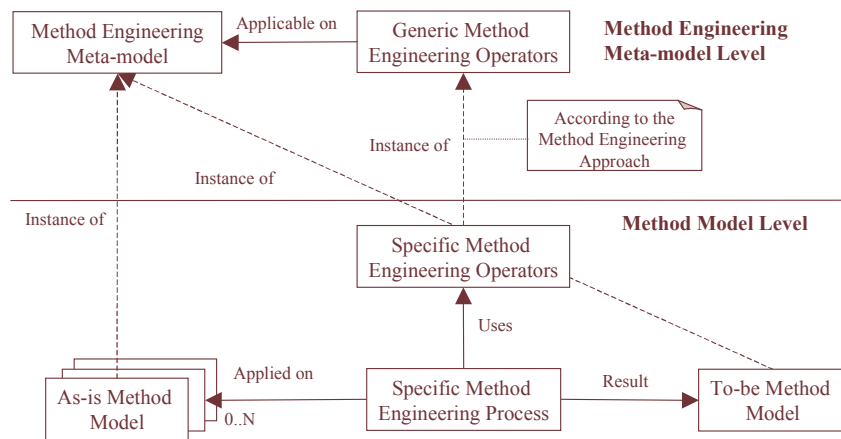 Method Engineering
Meta-model
Applicable on
Generic Method
Engineering Operators
Method Engineering
Meta-model Level
Instance of
According to the
Method Engineering
Approach
Instance of
Instance of
Method Model Level
Specific Method
Engineering Operators
Uses
As-is Method
Model
0..N
Applied on
Specific Method
Engineering Process
Result
To-be Method
Model